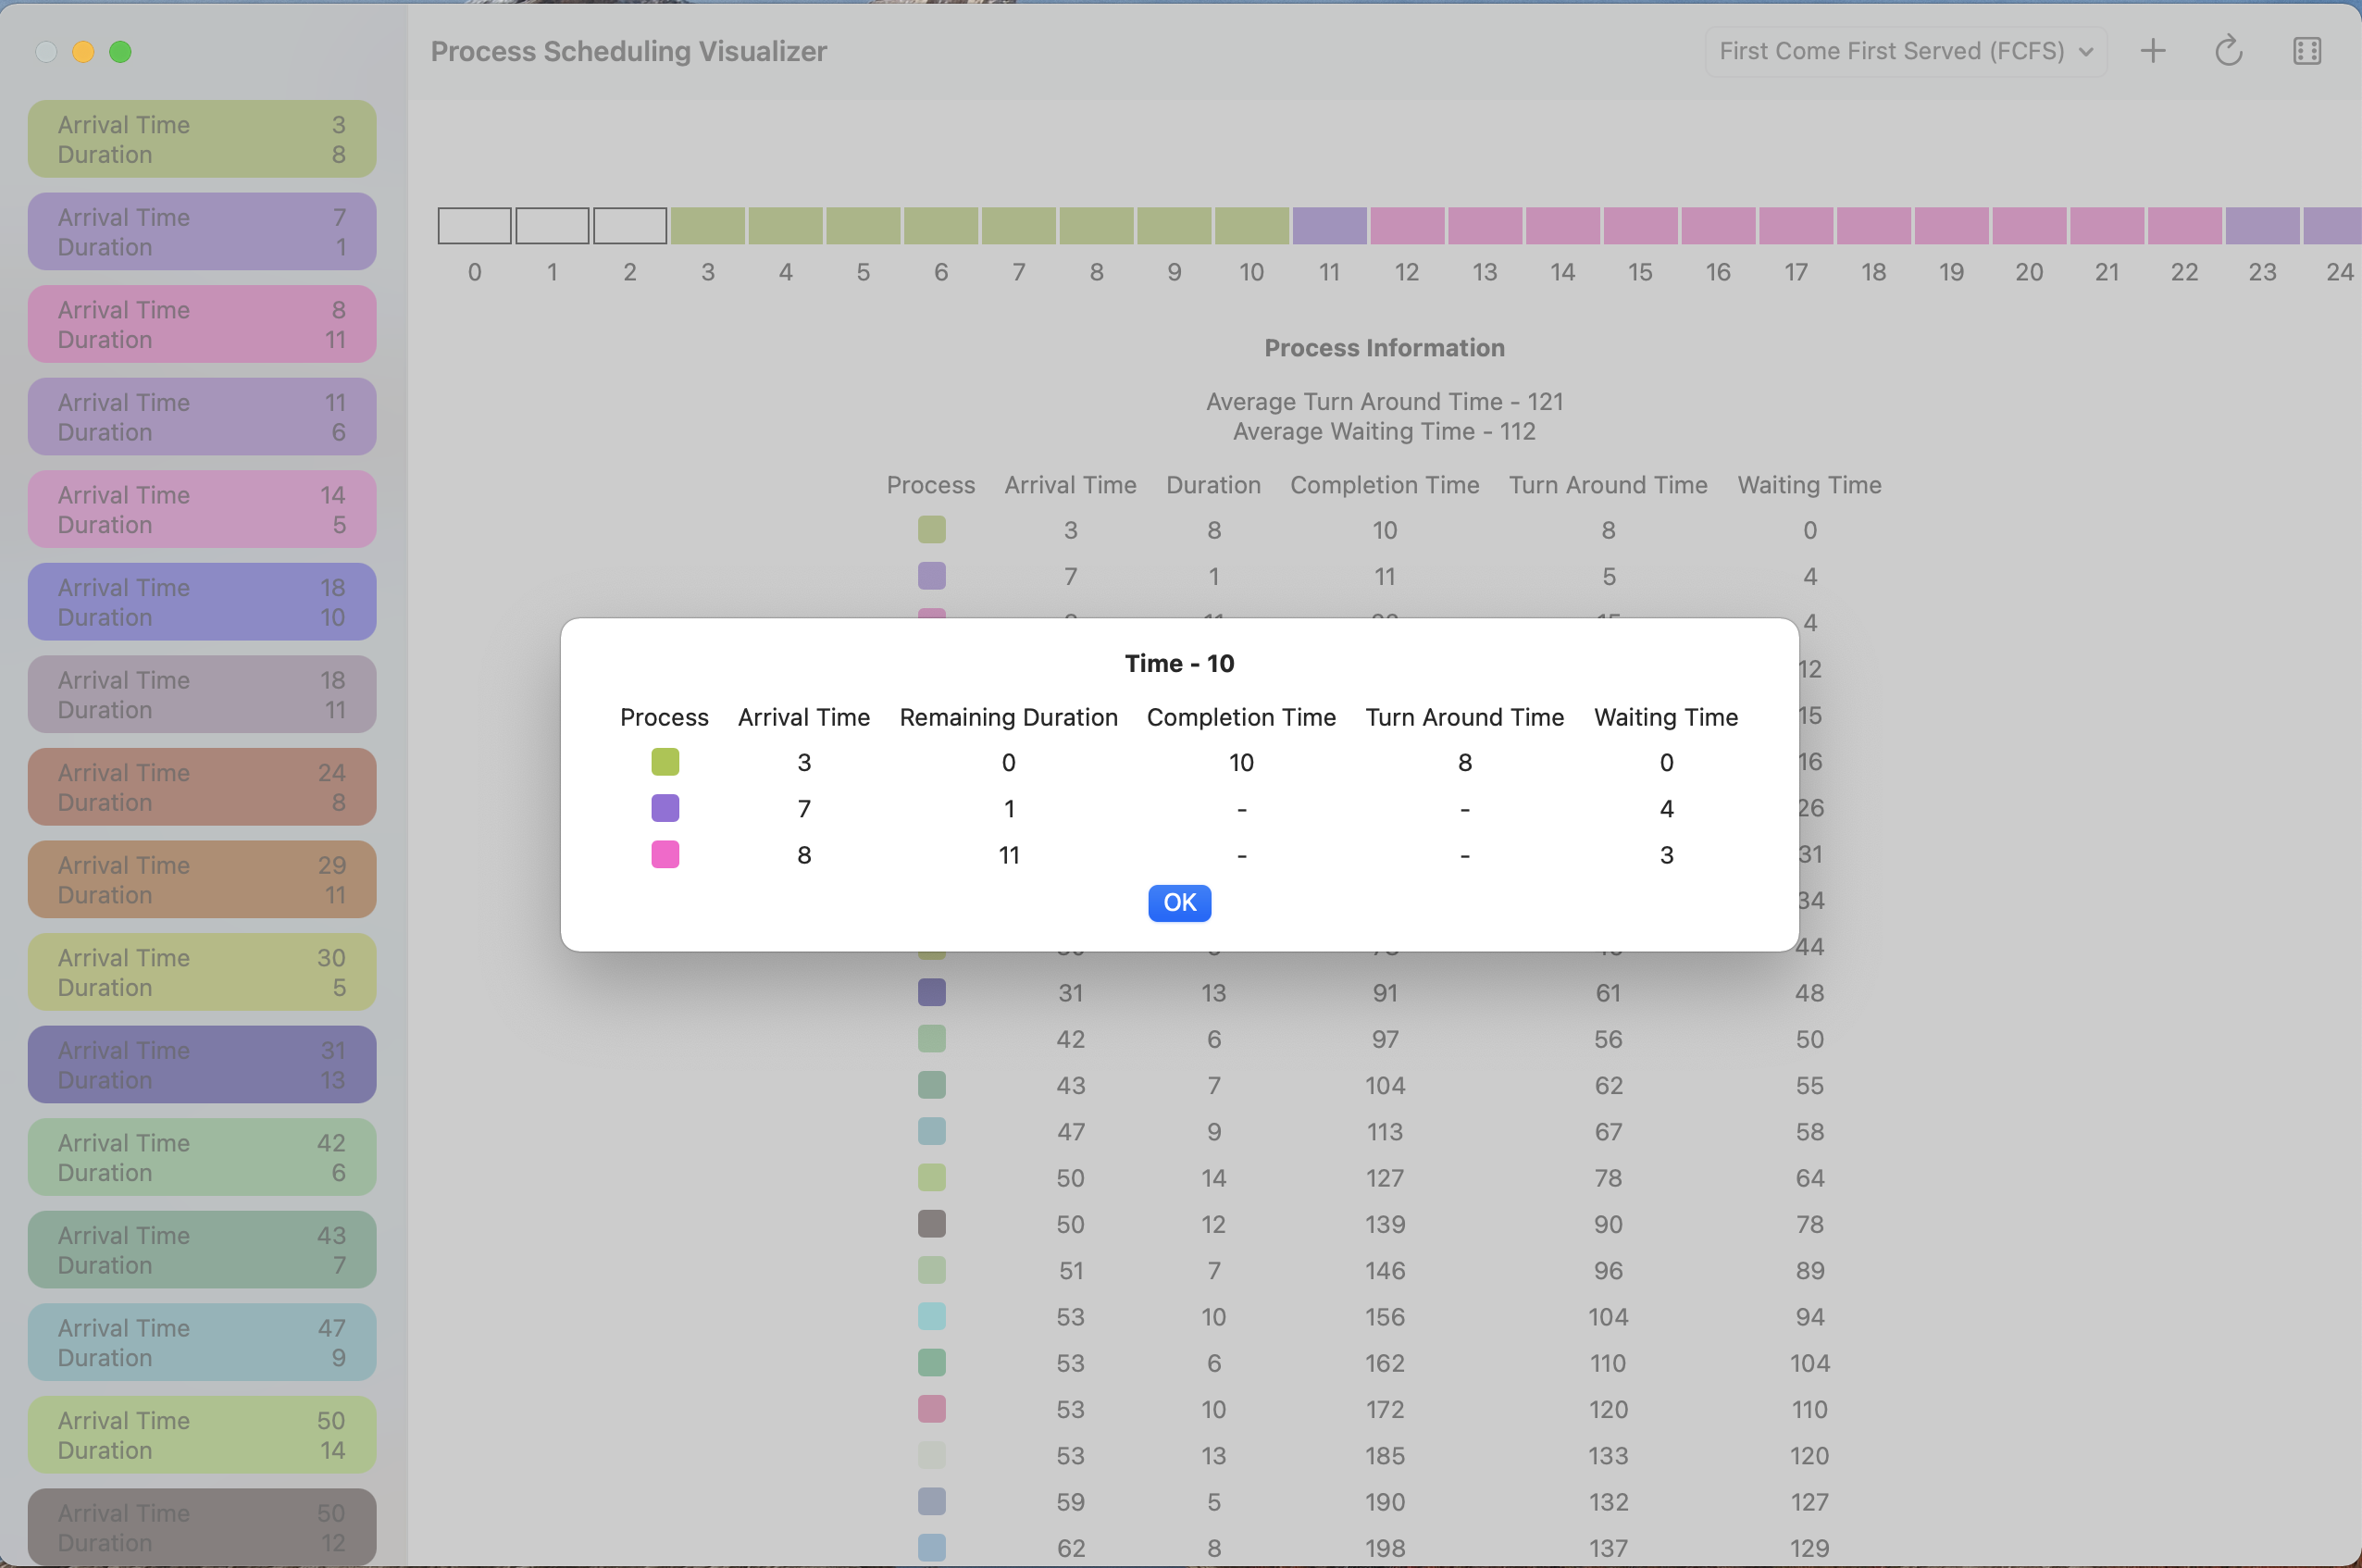 Process Scheduling Visualizer
First Come First Served (FCFS)
Arrival Time 3
Duration 8
Arrival Time 7
Duration 1
Arrival Time 8
Duration 11
Arrival Time 11
Duration 6
Arrival Time 14
Duration 5
Arrival Time 18
Duration 10
Arrival Time 18
Duration 11
Arrival Time 24
Duration 8
Arrival Time 29
Duration 11
Arrival Time 30
Duration 5
Arrival Time 31
Duration 13
Arrival Time 42
Duration 6
Arrival Time 43
Duration 7
Arrival Time 47
Duration 9
Arrival Time 50
Duration 14
Arrival Time 50
Duration 12
0 1 2 3 4 5 6 7 8 9 10 11 12 13 14 15 16 17 18 19 20 21 22 23 24
Process Information
Average Turn Around Time - 121
Average Waiting Time - 112
Process Arrival Time Duration Completion Time Turn Around Time Waiting Time
3 8 10 8 0
7 1 11 5 4
4
12
15
16
26
31
34
44
Time - 10
Process Arrival Time Remaining Duration Completion Time Turn Around Time Waiting Time
3 0 10 8 0
7 1 - - 4
8 11 - - 3
OK
31 13 91 61 48
42 6 97 56 50
43 7 104 62 55
47 9 113 67 58
50 14 127 78 64
50 12 139 90 78
51 7 146 96 89
53 10 156 104 94
53 6 162 110 104
53 10 172 120 110
53 13 185 133 120
59 5 190 132 127
62 8 198 137 129